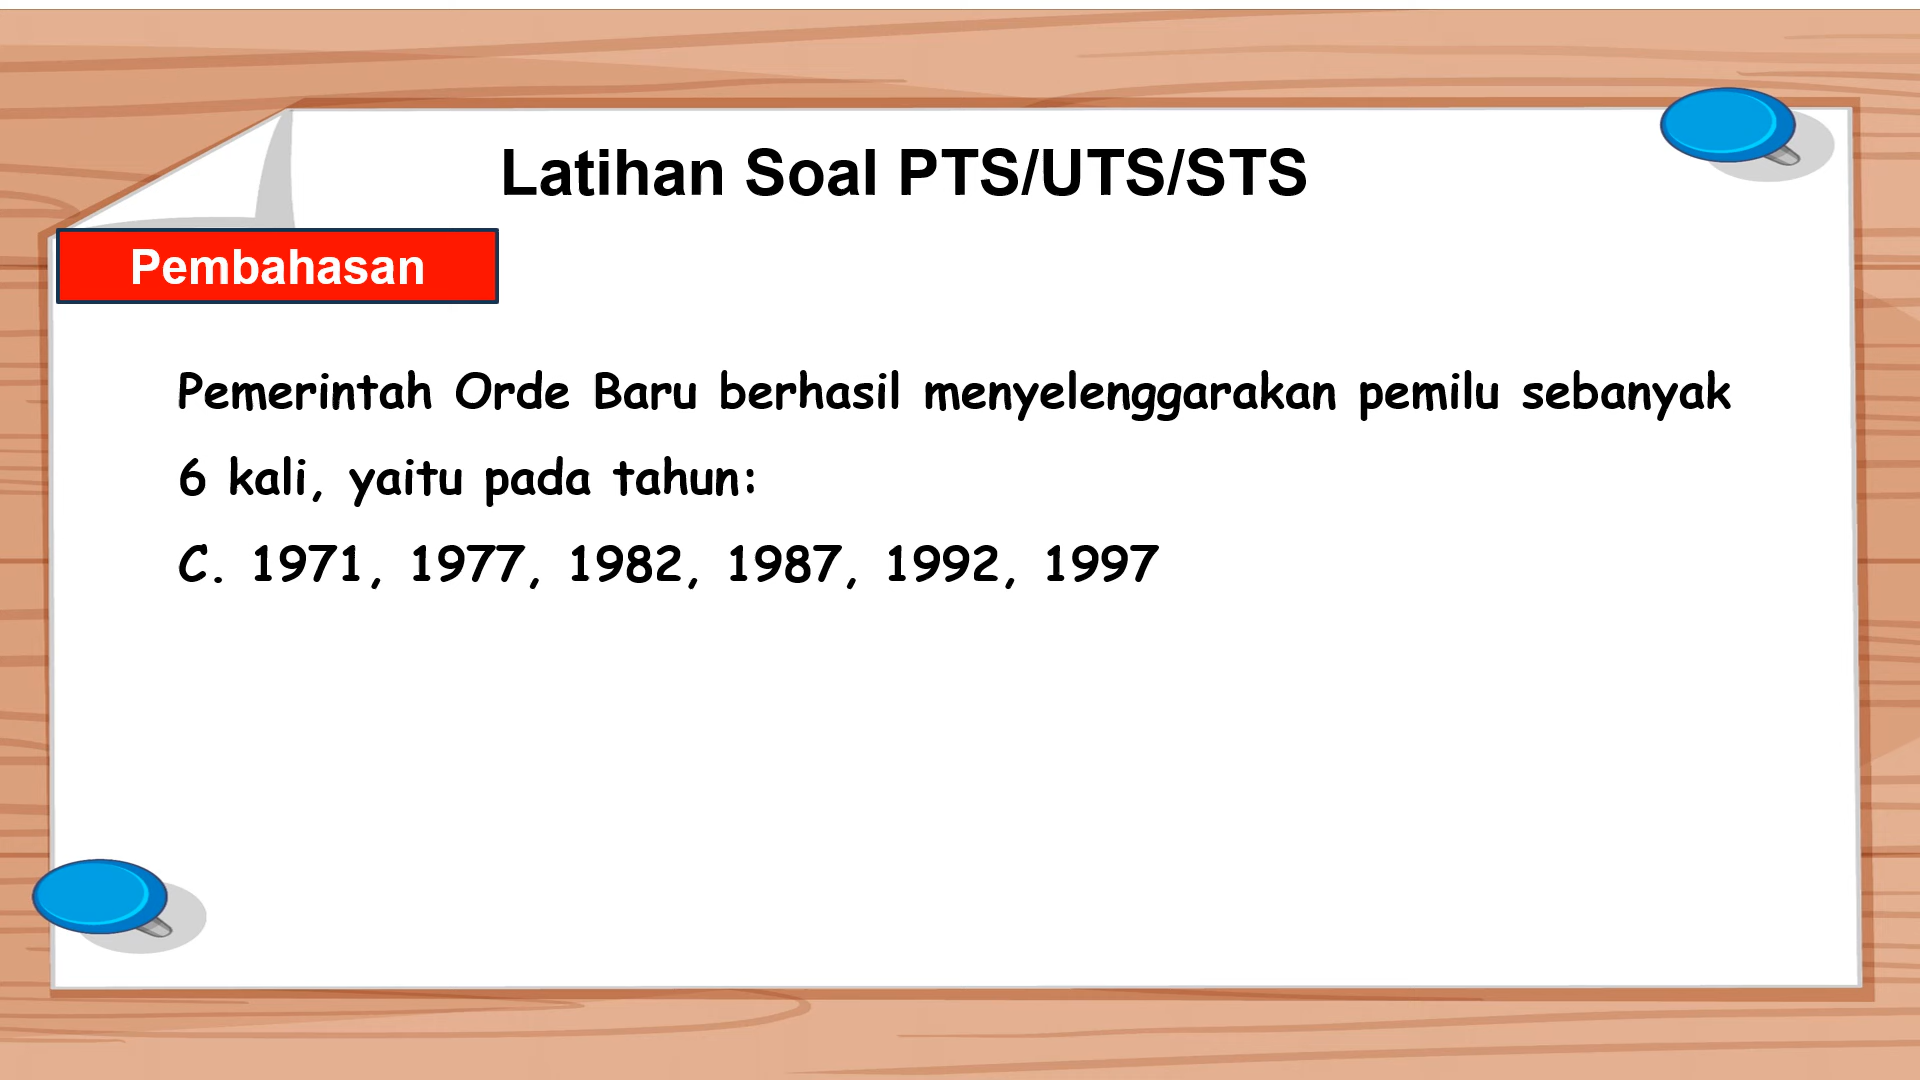 Latihan Soal PTS/UTS/STS
Pembahasan
Pemerintah Orde Baru berhasil menyelenggarakan pemilu sebanyak
6 kali, yaitu pada tahun:
C. 1971, 1977, 1982, 1987, 1992, 1997